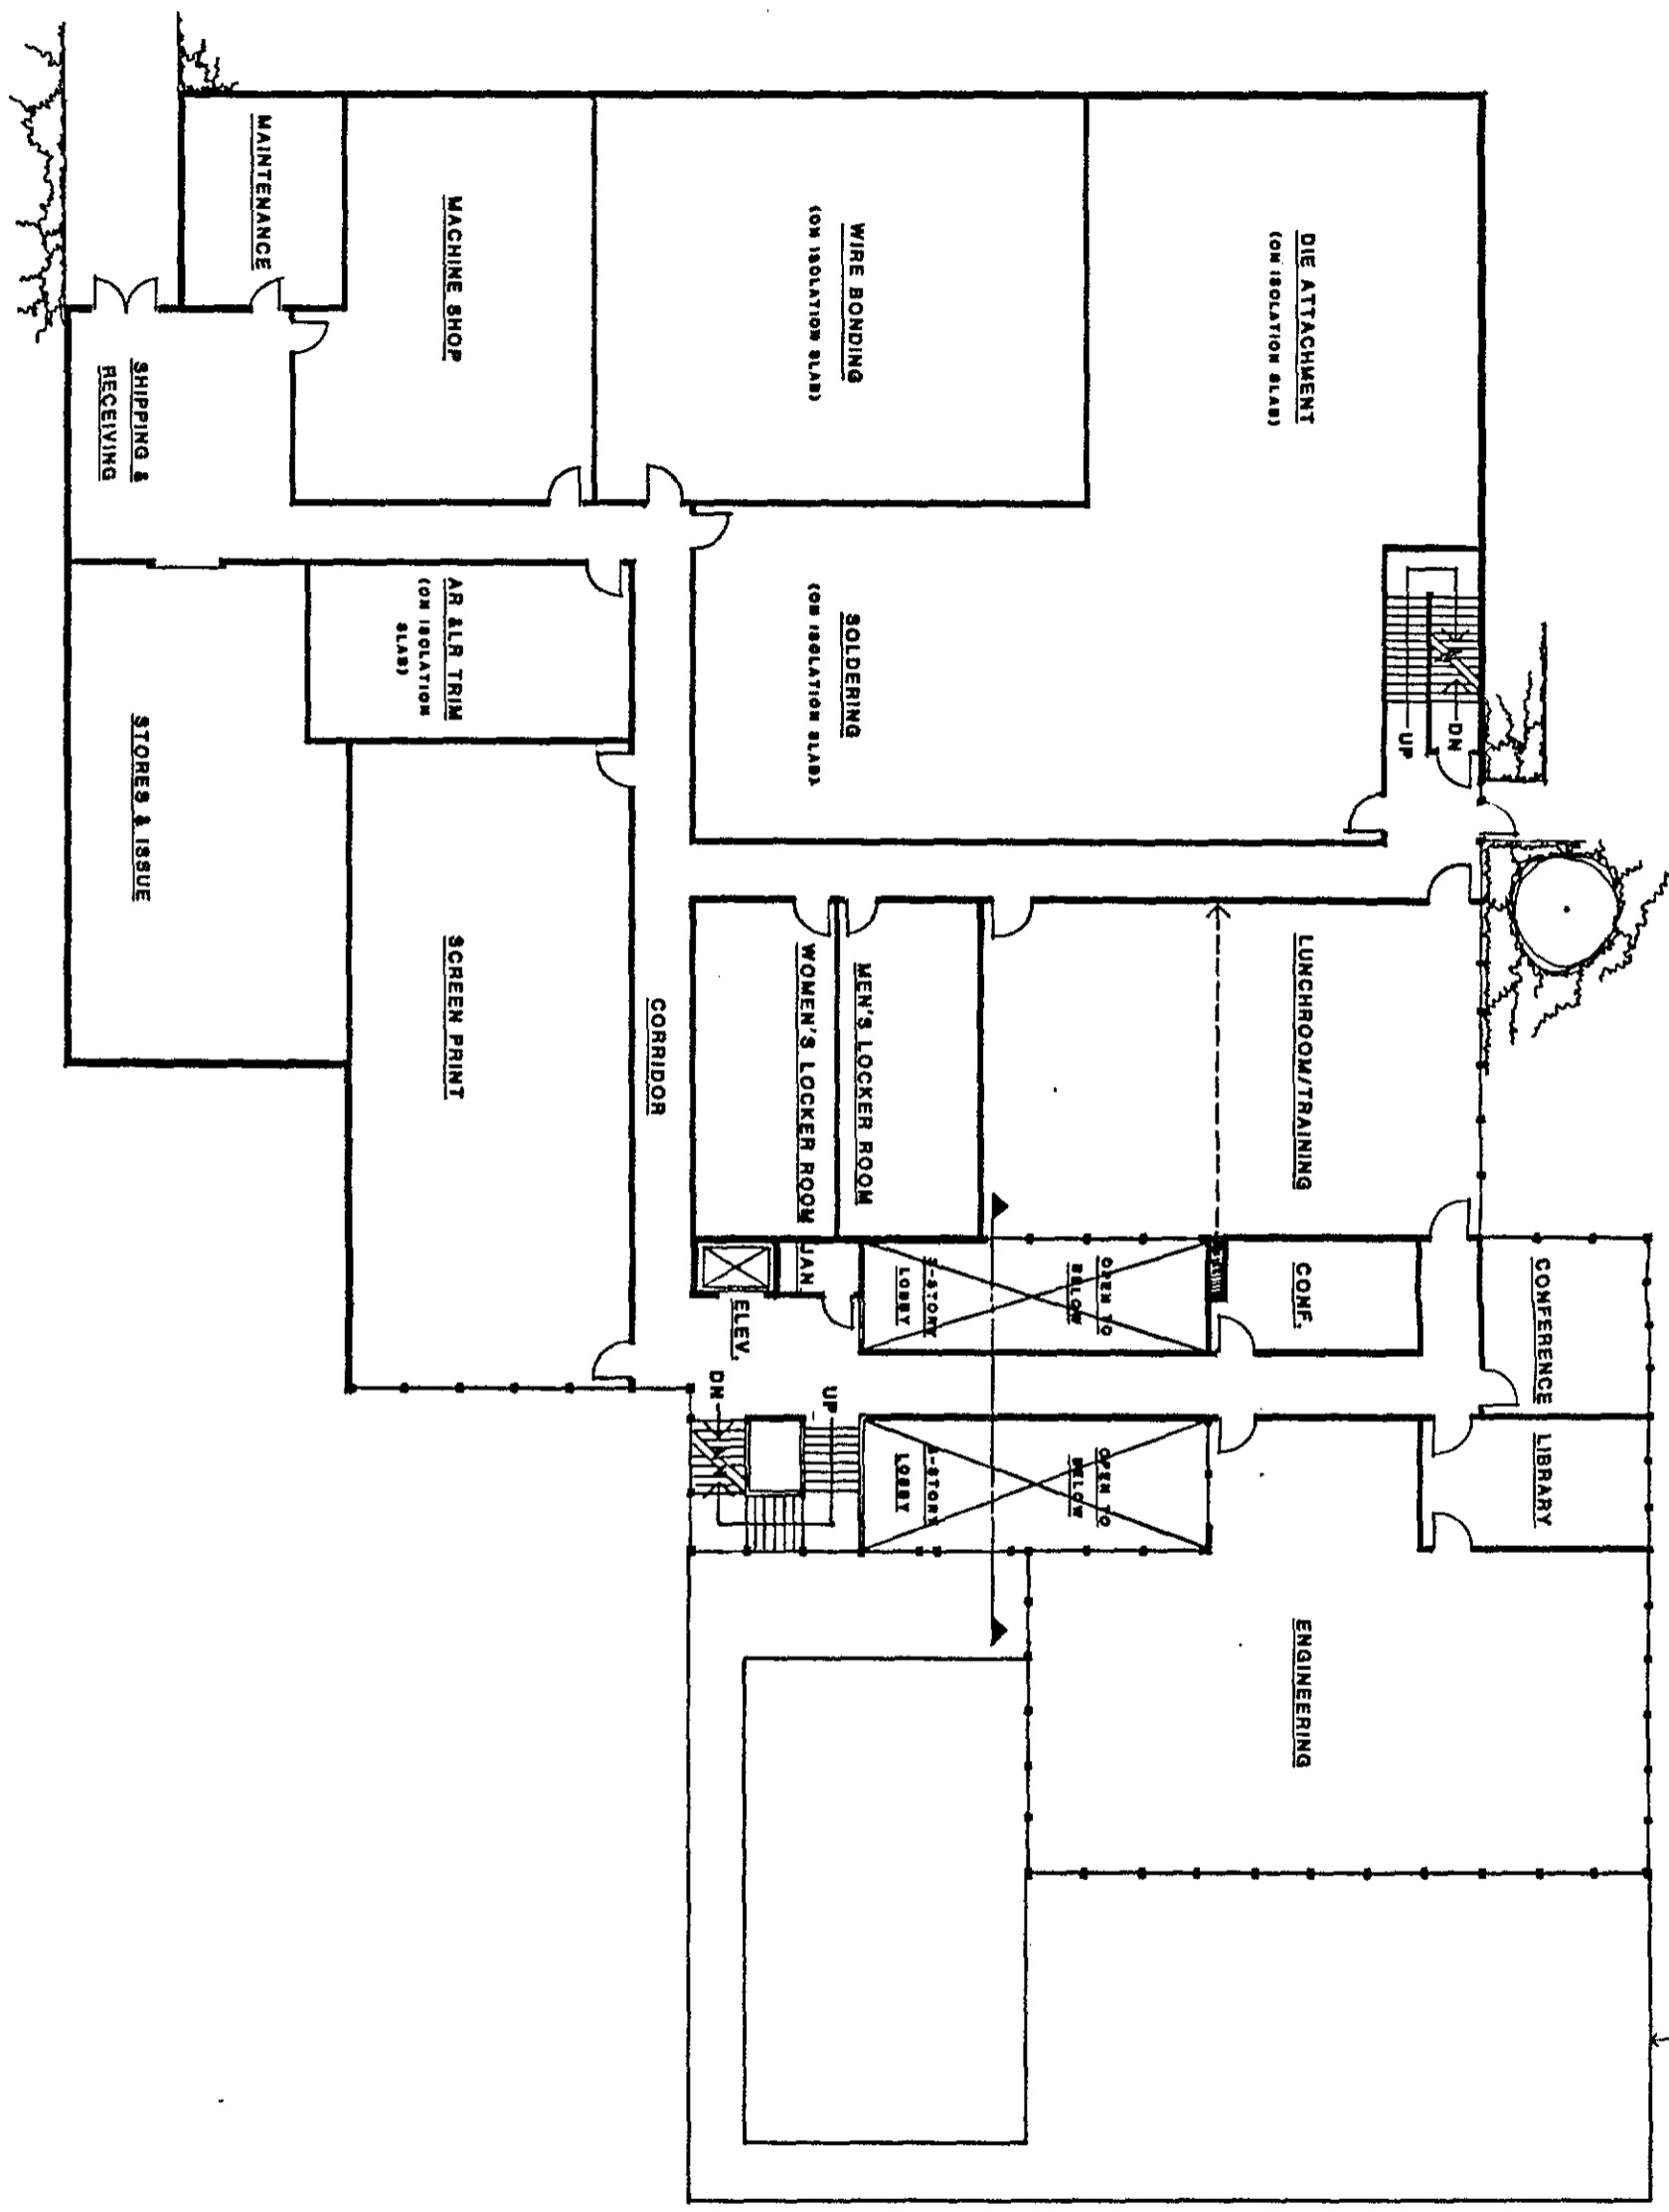 CONFERENCE
LIBRARY
DN
UP
DIE ATTACHMENT
(ON ISOLATION SLAB)
LUNCHROOM/TRAINING
CONF.
ENGINEERING
OPEN TO
BELOW
-STORY
LOBBY
OPEN TO
BELOW
-STORY
LOBBY
WIRE BONDING
(ON ISOLATION SLAB)
SOLDERING
(ON ISOLATION SLAB)
MEN'S LOCKER ROOM
WOMEN'S LOCKER ROOM
JAN.
UP
ELEV.
DN
CORRIDOR
MACHINE SHOP
AR &LR TRIM
(ON ISOLATION
SLAB)
SCREEN PRINT
MAINTENANCE
SHIPPING &
RECEIVING
STORES & ISSUE